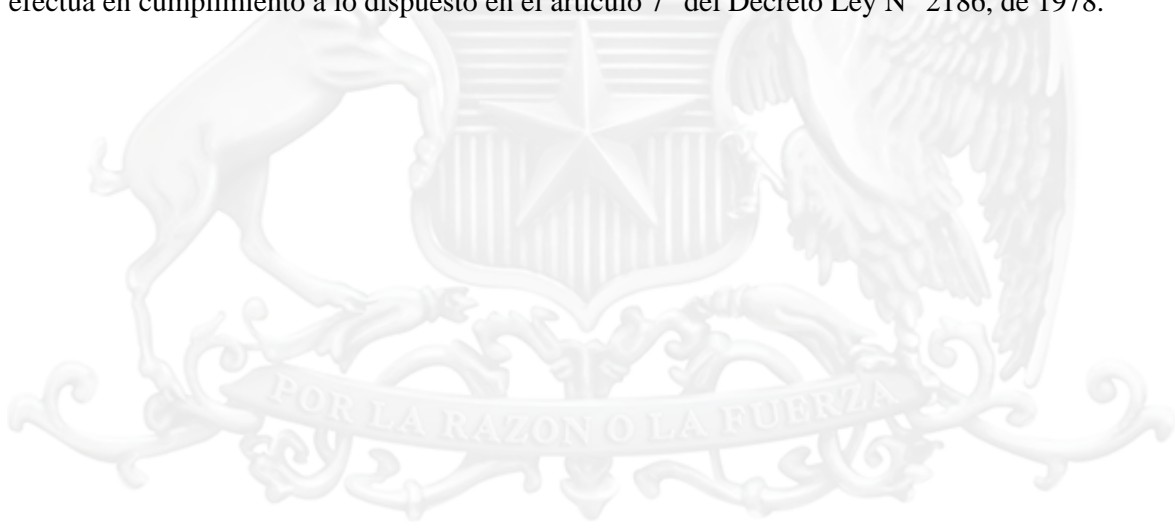 efectúa en cumplimiento a lo dispuesto en el artículo 7° del Decreto Ley N° 2186, de 1978.
POR LA RAZON O LA FUERZA